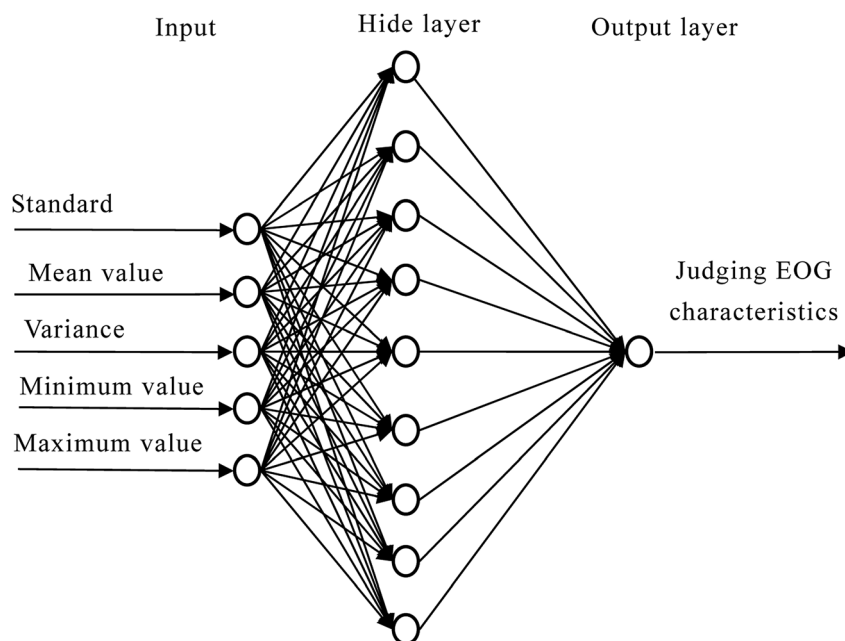 Input
Hide layer
Output layer
Standard
Mean value
Variance
Minimum value
Maximum value
Judging EOG
characteristics